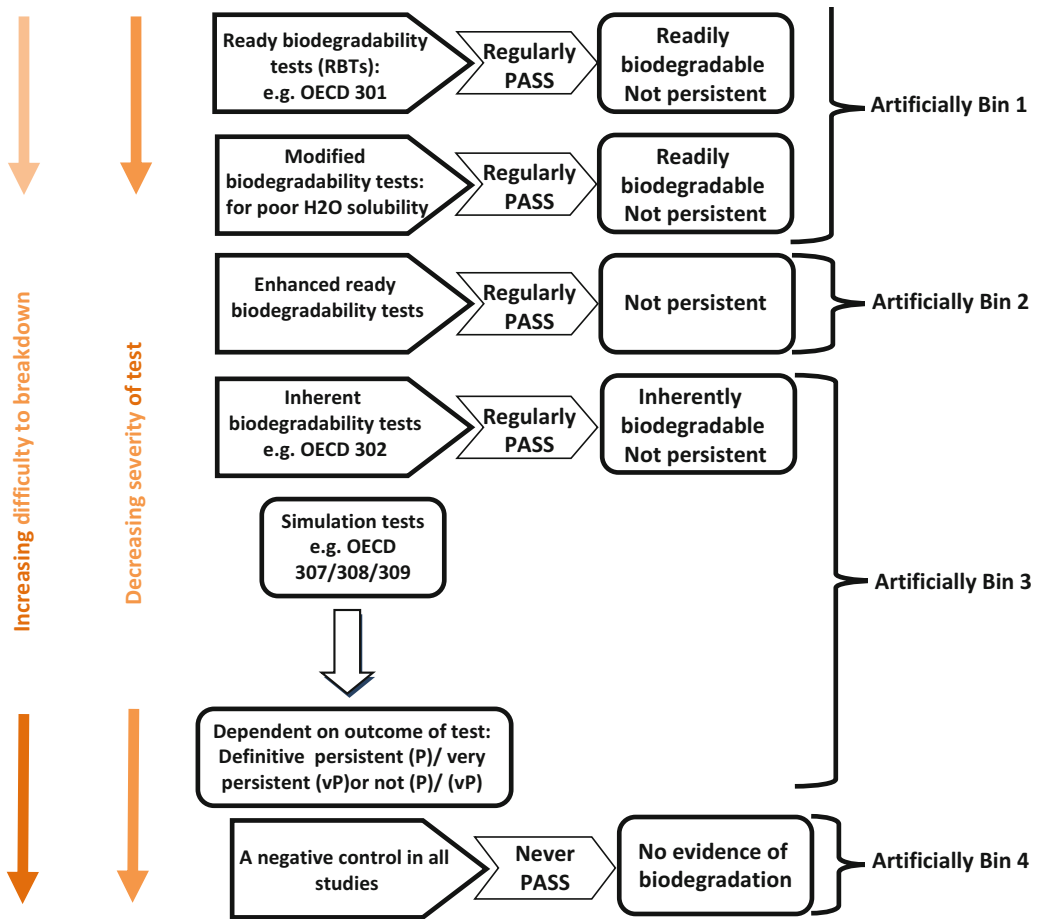 Ready biodegradability
tests (RBTs):
e.g. OECD 301
Regularly
PASS
Readily
biodegradable
Not persistent
Artificially Bin 1
Modified
biodegradability tests:
for poor H2O solubility
Regularly
PASS
Readily
biodegradable
Not persistent
Enhanced ready
biodegradability tests
Regularly
PASS
Not persistent
Artificially Bin 2
Increasing difficulty to breakdown
Decreasing severity of test
Inherent
biodegradability tests
e.g. OECD 302
Regularly
PASS
Inherently
biodegradable
Not persistent
Simulation tests
e.g. OECD
307/308/309
Artificially Bin 3
Dependent on outcome of test:
Definitive persistent (P)/ very
persistent (vP)or not (P)/ (vP)
A negative control in all
studies
Never
PASS
No evidence of
biodegradation
Artificially Bin 4